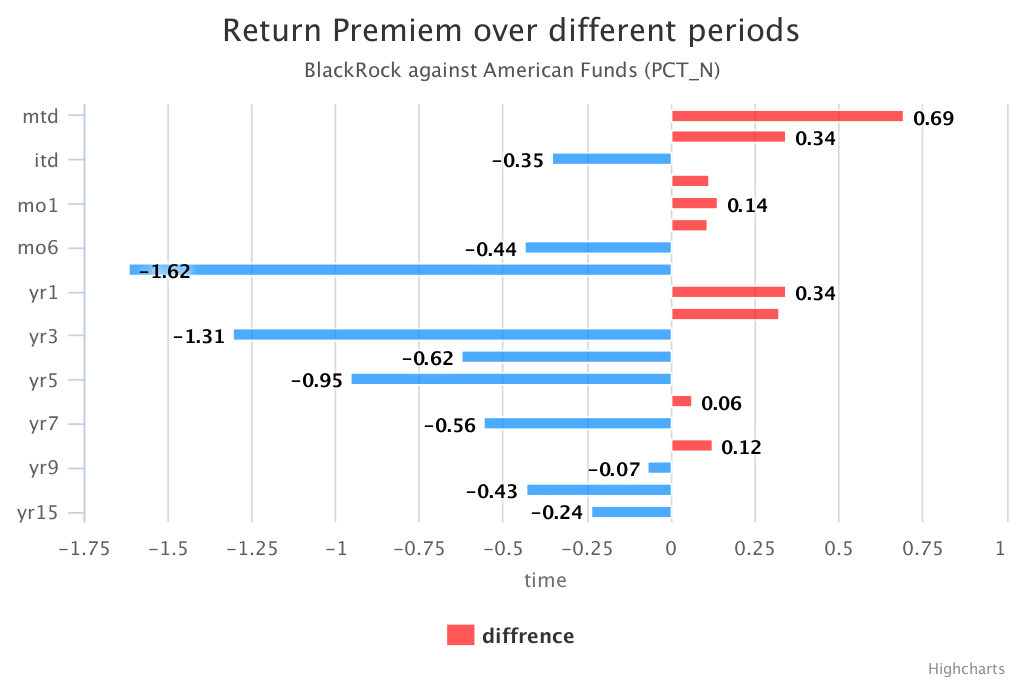 Return Premiem over different periods
BlackRock against American Funds (PCT_N)
mtd
0.69
0.34
itd
-0.35
mo1
0.14
mo6
-0.44
-1.62
yr1
0.34
yr3
-1.31
-0.62
yr5
-0.95
0.06
yr7
-0.56
0.12
yr9
-0.07
-0.43
yr15
-0.24
-1.75 -1.5 -1.25 -1 -0.75 -0.5 -0.25 0 0.25 0.5 0.75 1
time
diffrence
Highcharts